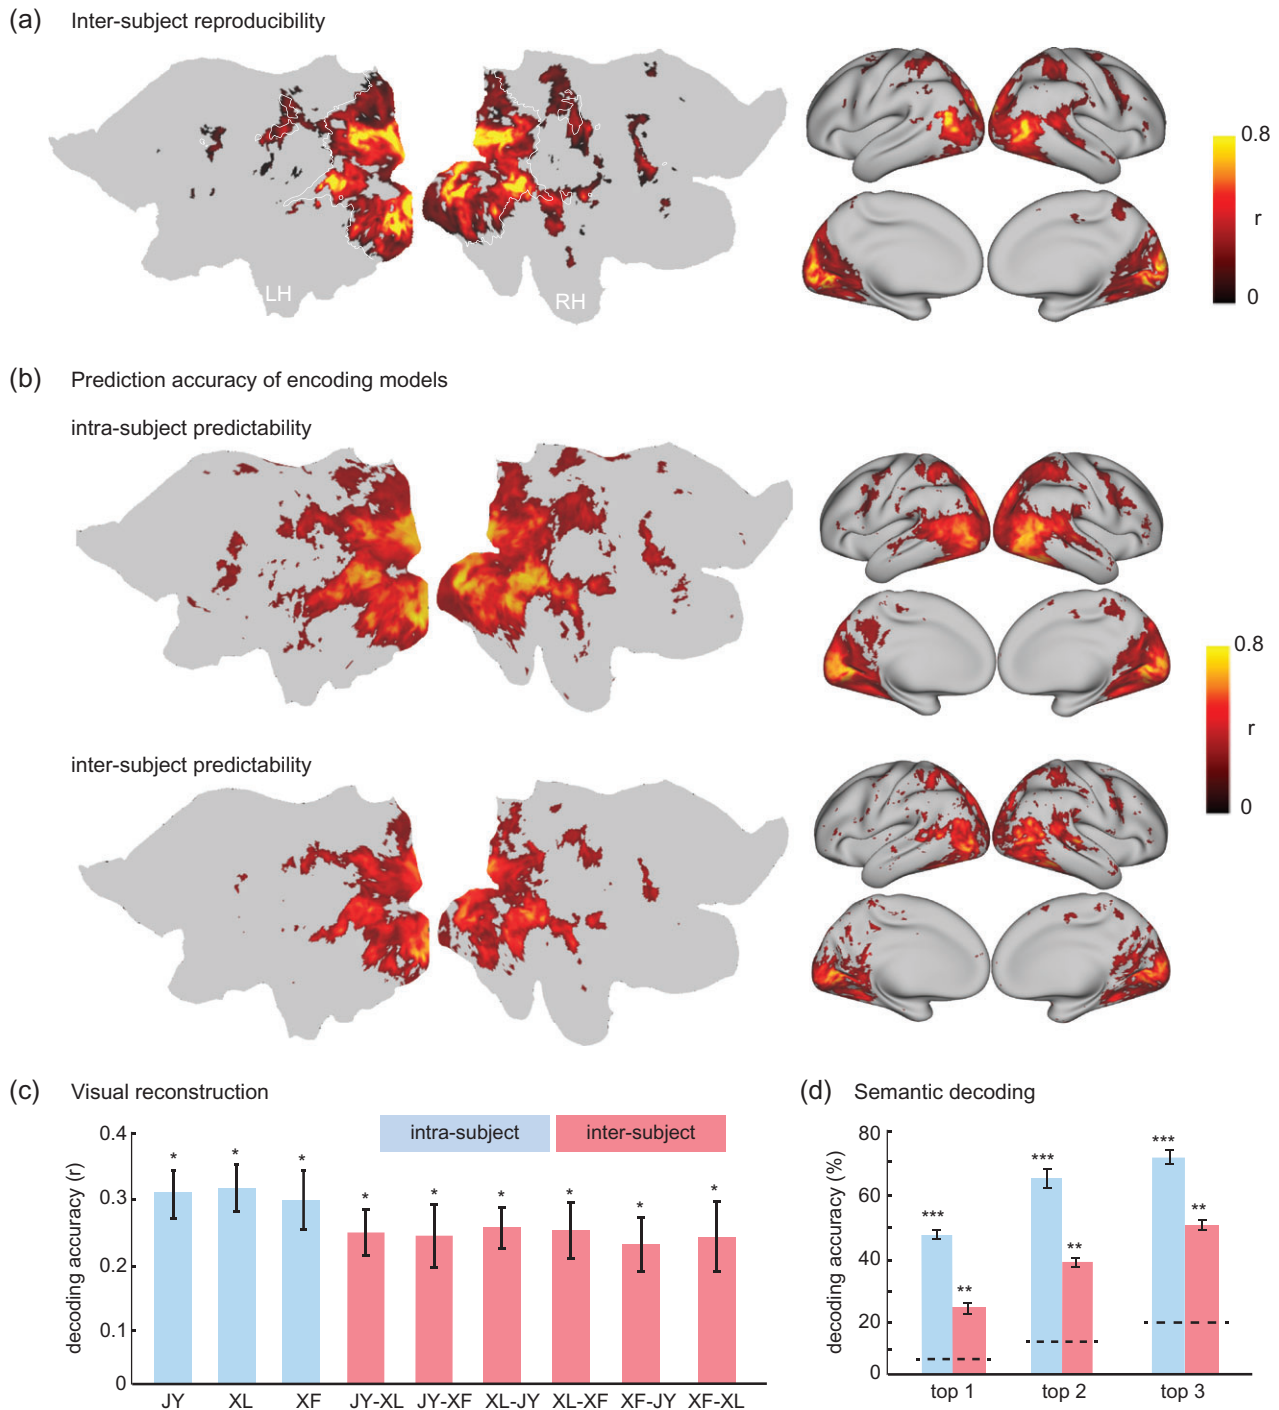 (a) Inter-subject reproducibility
LH
RH
0.8
r
0
(b) Prediction accuracy of encoding models
intra-subject predictability
0.8
r
0
inter-subject predictability
(c) Visual reconstruction
intra-subject
inter-subject
decoding accuracy (r)
0.4
0.3
0.2
0.1
0
* * * * * * * * *
JY XL XF JY-XL JY-XF XL-JY XL-XF XF-JY XF-XL
(d) Semantic decoding
decoding accuracy (%)
80
60
40
20
0
*** ** *** ** *** **
top 1 top 2 top 3